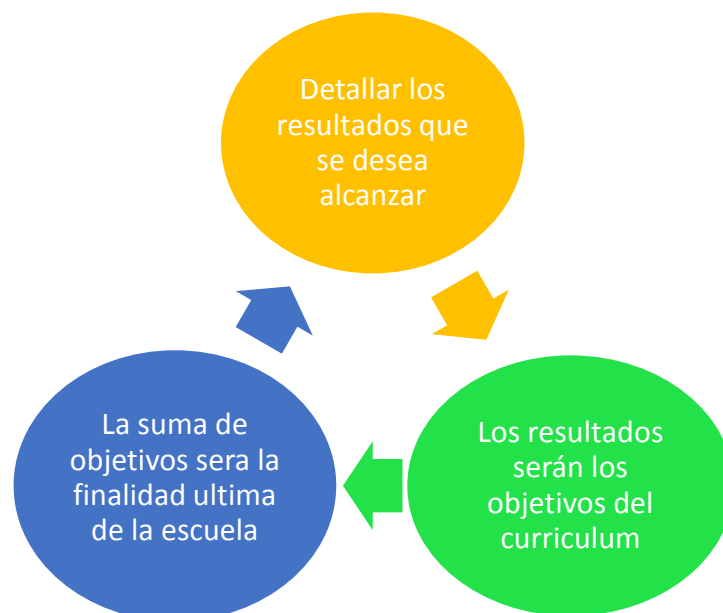 Detallar los
resultados que
se desea
alcanzar
Los resultados
serán los
objetivos del
curriculum
La suma de
objetivos sera la
finalidad ultima
de la escuela